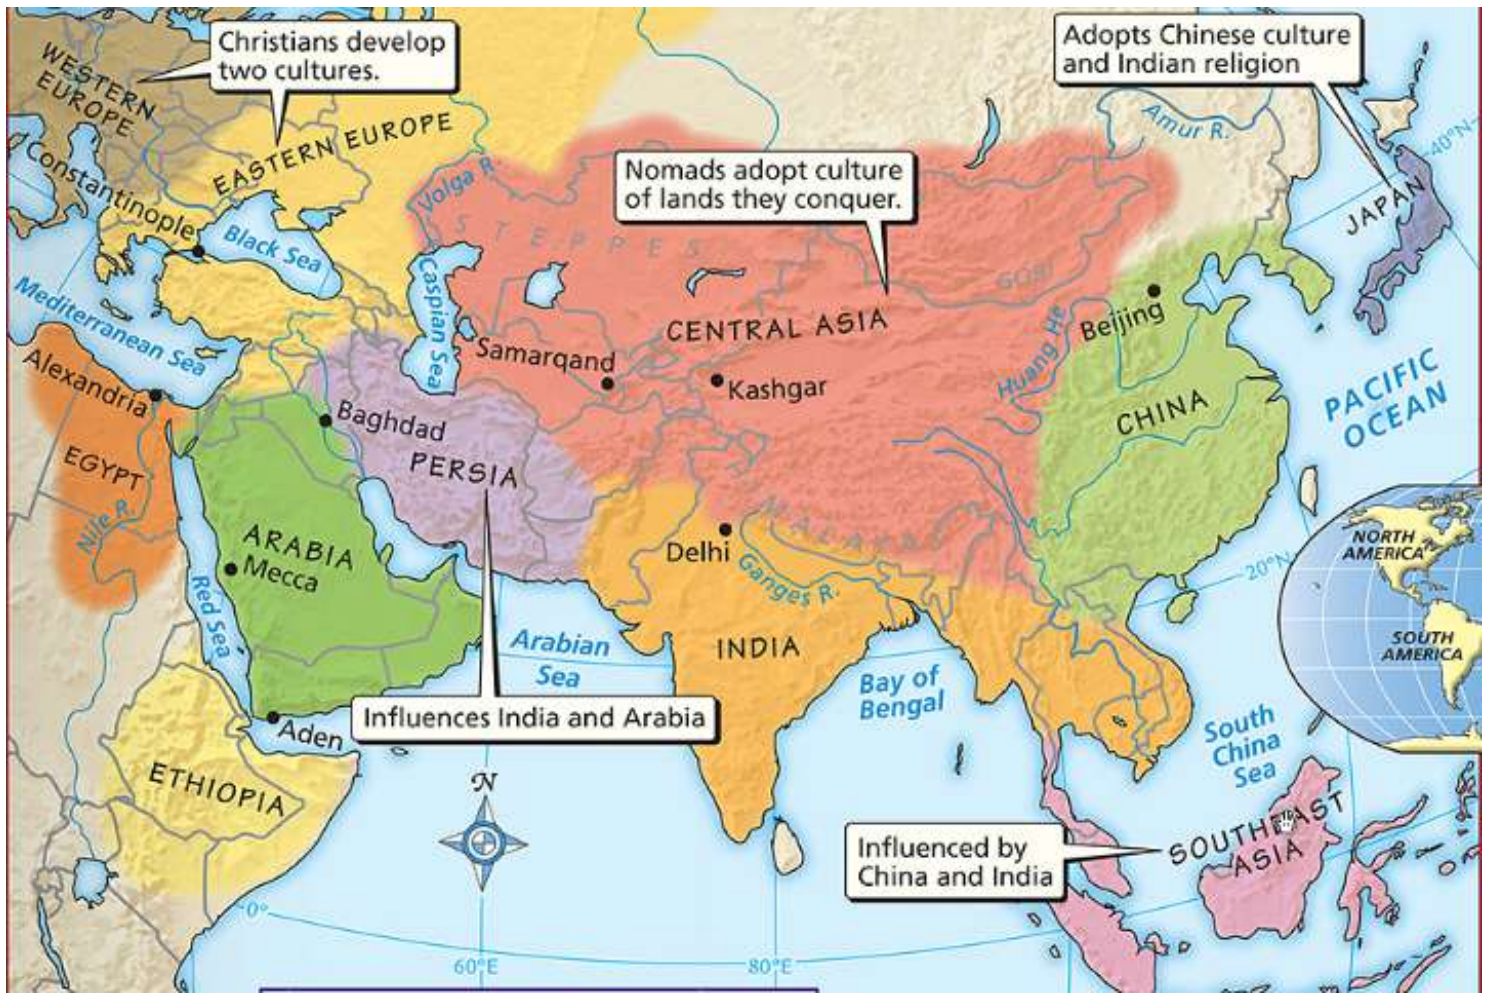 Christians develop
two cultures.
Adopts Chinese culture
and Indian religion
WESTERN
EUROPE
EASTERN EUROPE
Amur R.
40°N
Constantinople
Volga R.
Nomads adopt culture
of lands they conquer.
JAPAN
Black Sea
STEPPES
GOBI
Mediterranean Sea
Caspian Sea
CENTRAL ASIA
Huang He
Beijing
Alexandria
Samarqand
Kashgar
PACIFIC
OCEAN
Baghdad
CHINA
EGYPT
PERSIA
Nile R.
ARABIA
Mecca
Delhi
MALAYA
Ganges R.
20°N
NORTH
AMERICA
Red Sea
Arabian
Sea
INDIA
SOUTH
AMERICA
Bay of
Bengal
Influences India and Arabia
Aden
South
China
Sea
ETHIOPIA
N
SOUTHEAST
ASIA
Influenced by
China and India
0°
60°E
80°E